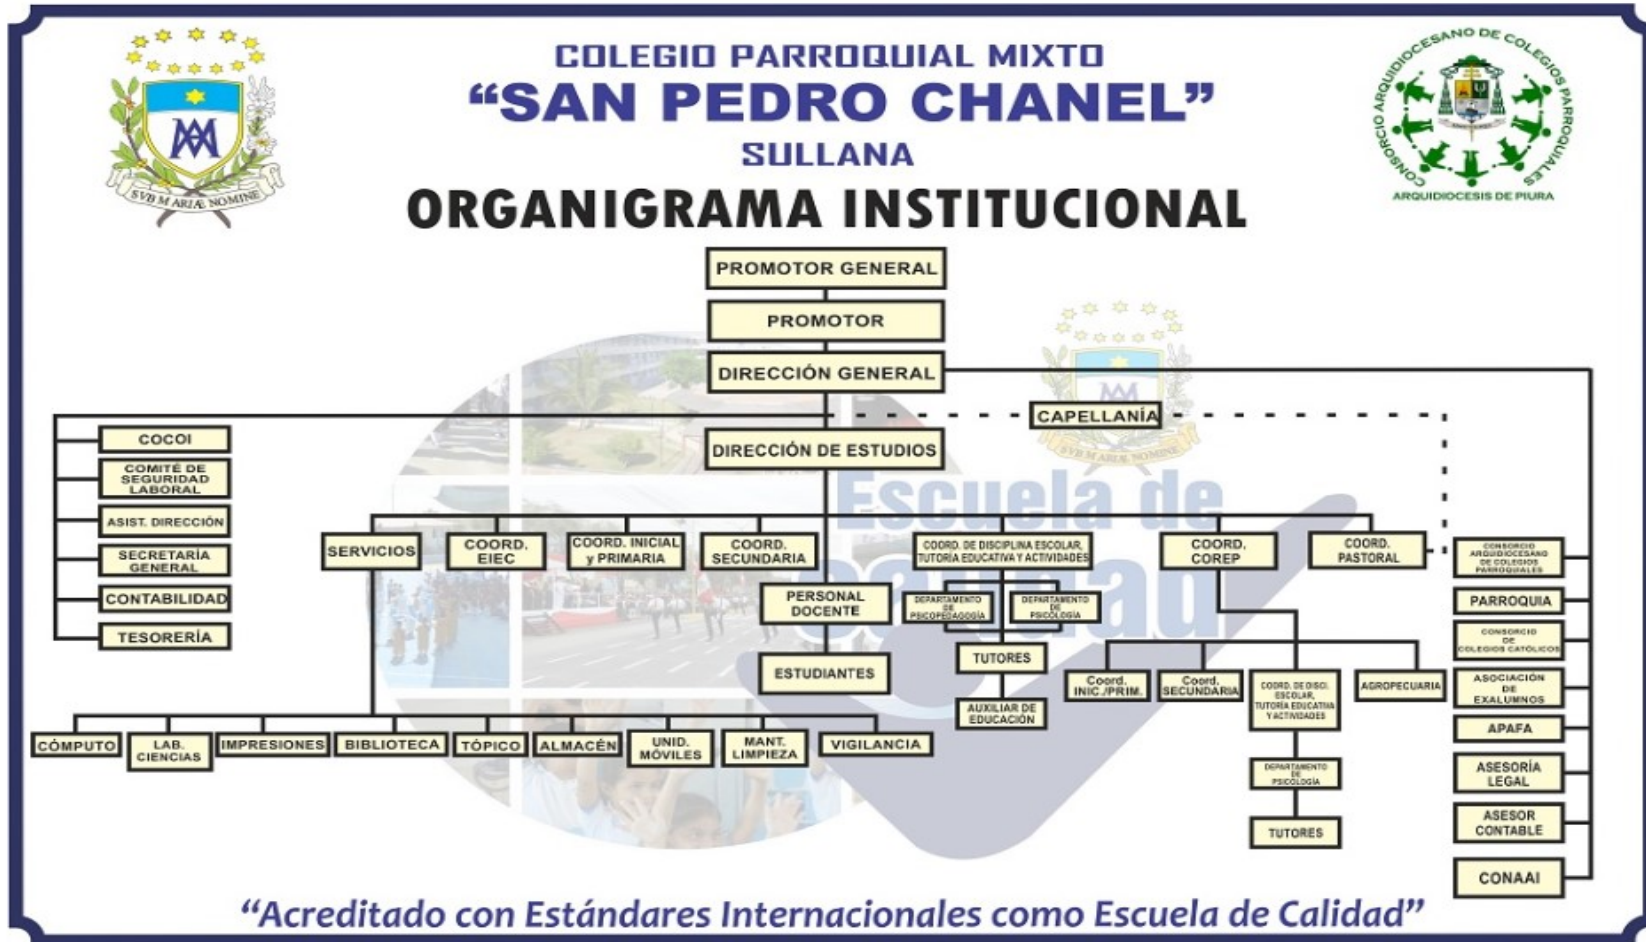 COLEGIO PARROQUIAL MIXTO
“SAN PEDRO CHANEL”
SULLANA
ORGANIGRAMA INSTITUCIONAL
SVB MARIÆ NOMINE
CONSORCIO ARQUIDIOCESANO DE COLEGIOS PARROQUIALES
ARQUIDIOCESIS DE PIURA
PROMOTOR GENERAL
PROMOTOR
DIRECCIÓN GENERAL
CAPELLANÍA
DIRECCIÓN DE ESTUDIOS
COCOI
COMITÉ DE
SEGURIDAD
LABORAL
ASIST. DIRECCIÓN
SECRETARÍA
GENERAL
CONTABILIDAD
TESORERÍA
SVB MARIÆ NOMINE
Escuela de
SERVICIOS
COORD.
EIEC
COORD. INICIAL
y PRIMARIA
COORD.
SECUNDARIA
COORD. DE DISCIPLINA ESCOLAR,
TUTORÍA EDUCATIVA Y ACTIVIDADES
COORD.
COREP
COORD.
PASTORAL
PERSONAL
DOCENTE
ESTUDIANTES
DEPARTAMENTO
DE
PSICOPEDAGOGÍA
DEPARTAMENTO
DE
PSICOLOGÍA
TUTORES
AUXILIAR DE
EDUCACIÓN
Coord.
INIC./PRIM.
Coord.
SECUNDARIA
COORD. DE DISCI.
ESCOLAR,
TUTORÍA EDUCATIVA
Y ACTIVIDADES
AGROPECUARIA
DEPARTAMENTO
DE
PSICOLOGÍA
TUTORES
CÓMPUTO
LAB.
CIENCIAS
IMPRESIONES
BIBLIOTECA
TÓPICO
ALMACÉN
UNID.
MÓVILES
MANT.
LIMPIEZA
VIGILANCIA
CONSORCIO
ARQUIDIOCESANO
DE COLEGIOS
PARROQUIALES
PARROQUIA
CONSORCIO
DE
COLEGIOS CATÓLICOS
ASOCIACIÓN
DE
EXALUMNOS
APAFA
ASESORÍA
LEGAL
ASESOR
CONTABLE
CONAAI
“Acreditado con Estándares Internacionales como Escuela de Calidad”